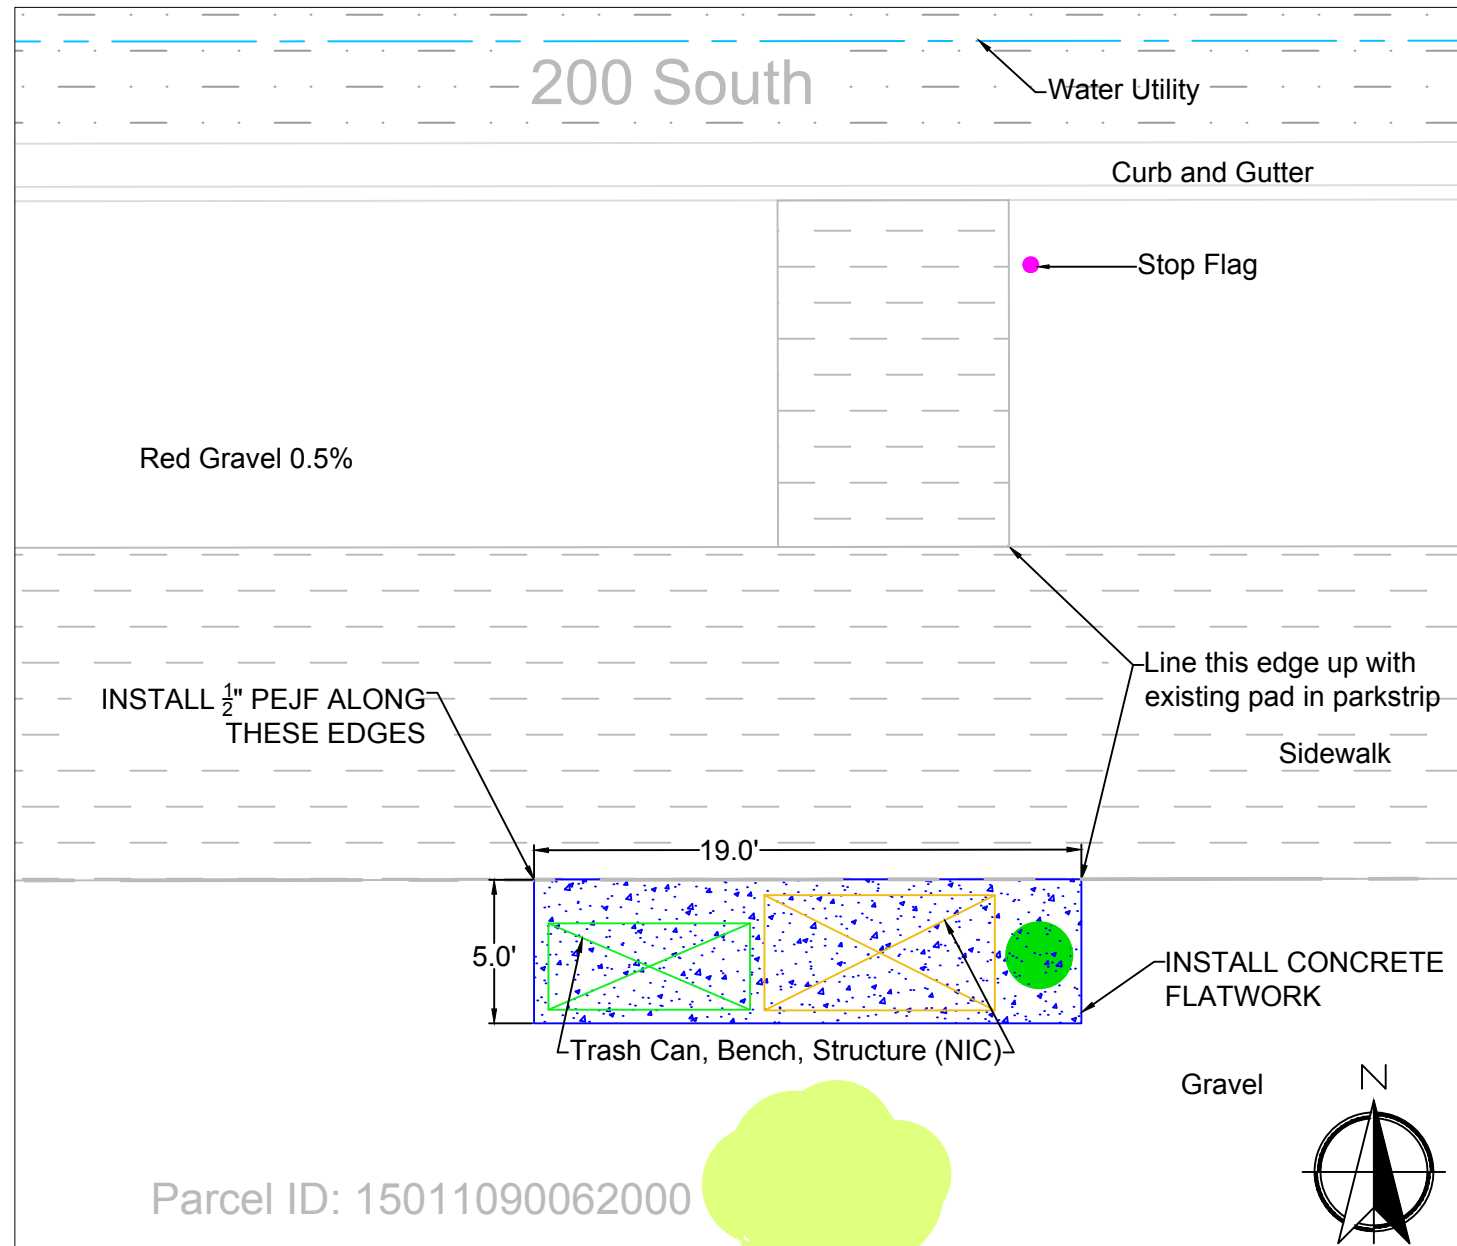 200 South
Water Utility
Curb and Gutter
Stop Flag
Red Gravel 0.5%
Line this edge up with
existing pad in parkstrip
INSTALL ½" PEJF ALONG
THESE EDGES
Sidewalk
19.0'
5.0'
INSTALL CONCRETE
FLATWORK
Trash Can, Bench, Structure (NIC)
Gravel
N
Parcel ID: 15011090062000